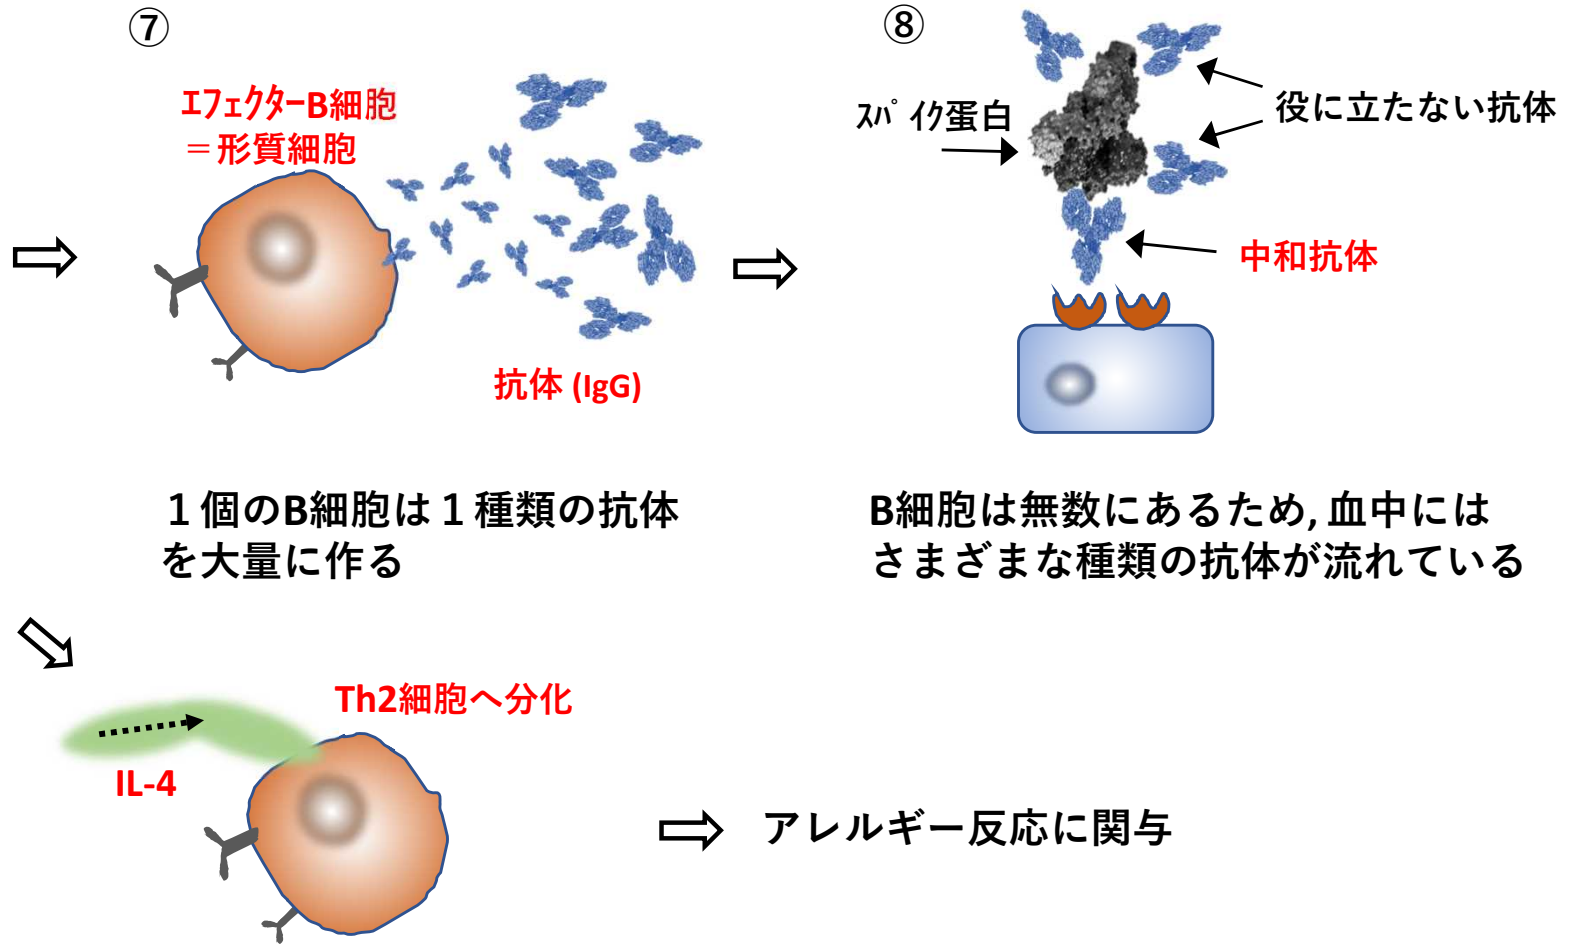 ⑦
エフェクターB細胞
＝形質細胞
抗体 (IgG)
１個のB細胞は１種類の抗体
を大量に作る
⑧
ｽﾊﾟｲｸ蛋白
役に立たない抗体
中和抗体
B細胞は無数にあるため, 血中には
さまざまな種類の抗体が流れている
Th2細胞へ分化
IL-4
アレルギー反応に関与